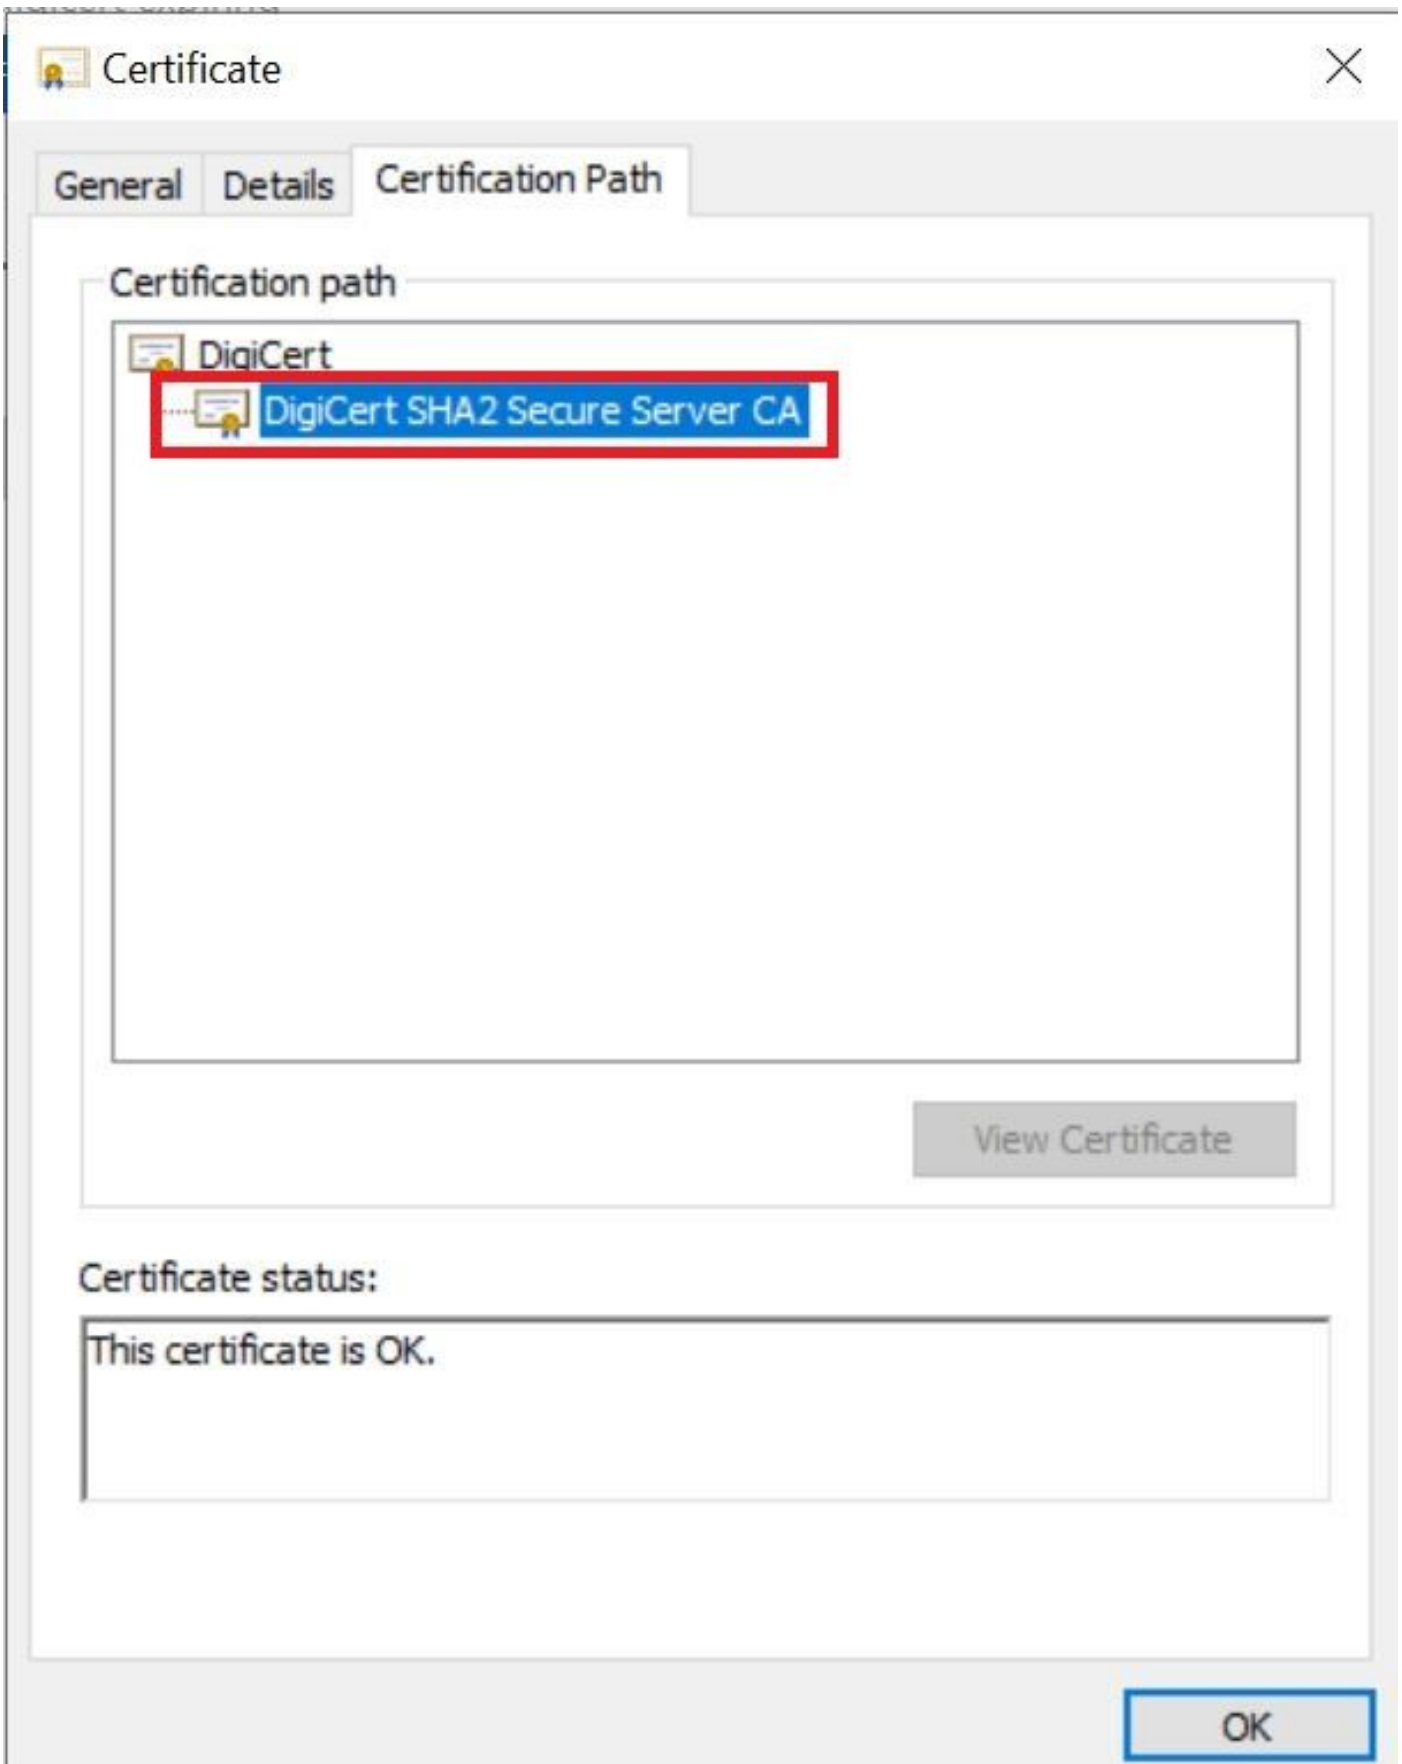 Certificate
General Details Certification Path
Certification path
DigiCert
DigiCert SHA2 Secure Server CA
View Certificate
Certificate status:
This certificate is OK.
OK